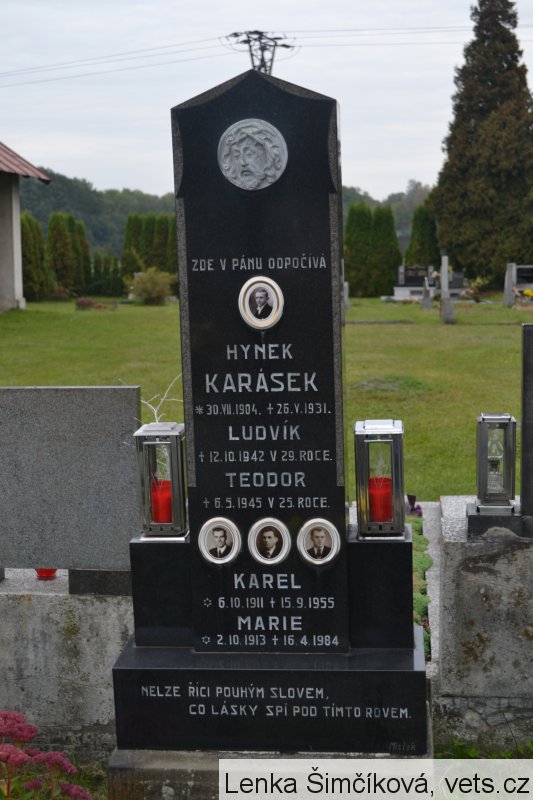 ZDE V PÁNU ODPOČÍVÁ
HYNEK
KARÁSEK
*30.VII.1904. +26.V.1931.
LUDVÍK
+12.10.1942 V 29. ROCE.
TEODOR
+6.5.1945 V 25. ROCE.
KAREL
* 6.10.1911 + 15.9.1955
MARIE
* 2.10.1913 + 16.4.1984
NELZE ŘÍCI POUHÝM SLOVEM,
CO LÁSKY SPÍ POD TÍMTO ROVEM.
Místek
Lenka Šimčíková, vets.cz